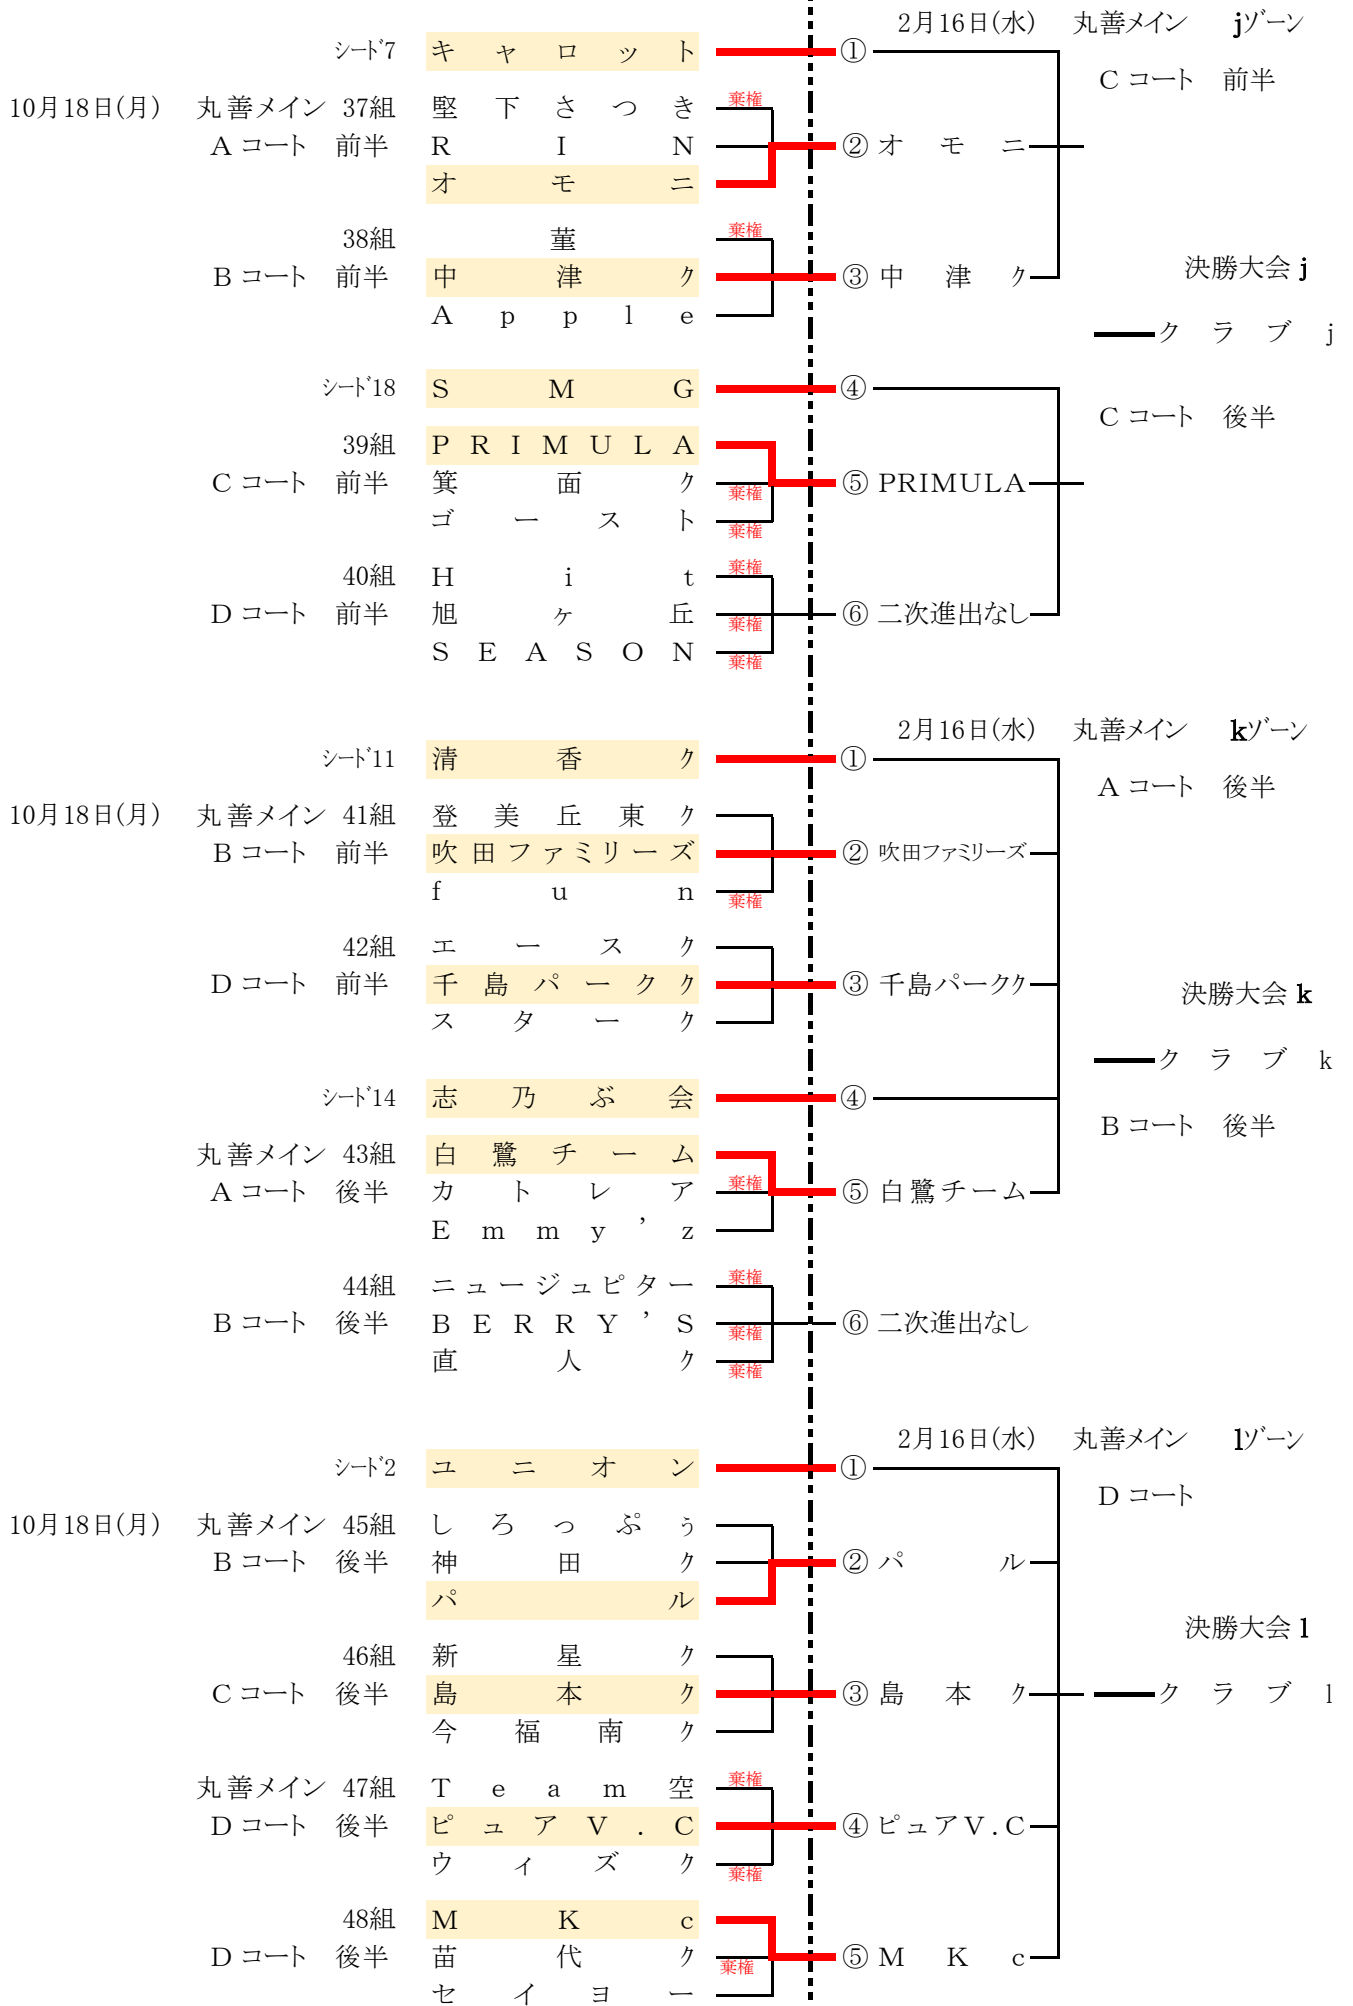 2月16日(水) 丸善メイン jゾーン
シード7 キャロット ①
Cコート 前半
10月18日(月) 丸善メイン 37組 堅下さつき 棄権
Aコート 前半 RIN ②オモニ
オモニ
38組 菫 棄権
Bコート 前半 中津ク ③中津ク
決勝大会 j
Apple
クラブj
シード18 SMG ④
Cコート 後半
39組 PRIMULA
Cコート 前半 箕面ク 棄権 ⑤PRIMULA
ゴースト 棄権
40組 Hit 棄権
Dコート 前半 旭ヶ丘 棄権 ⑥二次進出なし
SEASON 棄権
2月16日(水) 丸善メイン kゾーン
シード11 清香ク ①
Aコート 後半
10月18日(月) 丸善メイン 41組 登美丘東ク
Bコート 前半 吹田ファミリーズ ②吹田ファミリーズ
fun 棄権
42組 エースク
Dコート 前半 千島パークク ③千島パークク
決勝大会 k
スターク
クラブk
シード14 志乃ぶ会 ④
Bコート 後半
丸善メイン 43組 白鷺チーム
Aコート 後半 カトレア 棄権 ⑤白鷺チーム
Emmy'z
44組 ニュージュピター 棄権
Bコート 後半 BERRY'S 棄権 ⑥二次進出なし
直人ク 棄権
2月16日(水) 丸善メイン lゾーン
シード2 ユニオン ①
Dコート
10月18日(月) 丸善メイン 45組 しろっぷぅ
Bコート 後半 神田ク ②パル
パル
決勝大会 l
46組 新星ク
Cコート 後半 島本ク ③島本ク クラブl
今福南ク
丸善メイン 47組 Team空 棄権
Dコート 後半 ピュアV.C ④ピュアV.C
ウィズク 棄権
48組 MKc
Dコート 後半 苗代ク 棄権 ⑤MKc
セイヨー